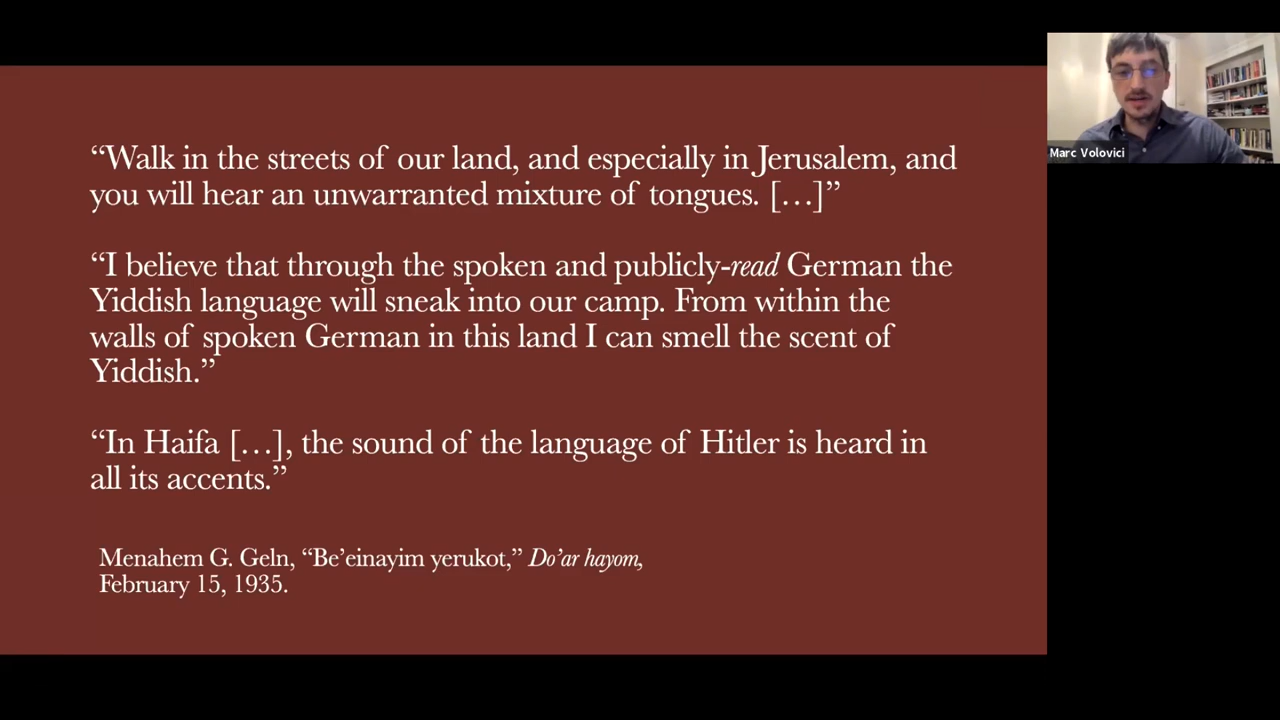 “Walk in the streets of our land, and especially in Jerusalem, and
you will hear an unwarranted mixture of tongues. […]”
“I believe that through the spoken and publicly-read German the
Yiddish language will sneak into our camp. From within the
walls of spoken German in this land I can smell the scent of
Yiddish.”
“In Haifa […], the sound of the language of Hitler is heard in
all its accents.”
Menahem G. Geln, “Be’einayim yerukot,” Do’ar hayom,
February 15, 1935.
Marc Volovici